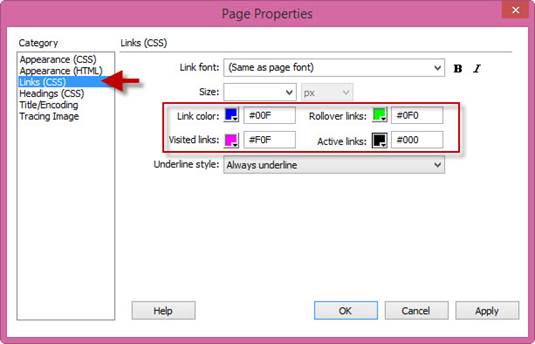 Page Properties
Category
Appearance (CSS)
Appearance (HTML)
Links (CSS)
Headings (CSS)
Title/Encoding
Tracing Image
Links (CSS)
Link font: (Same as page font) B I
Size: px
Link color: #00F Rollover links: #0F0
Visited links: #F0F Active links: #000
Underline style: Always underline
Help OK Cancel Apply